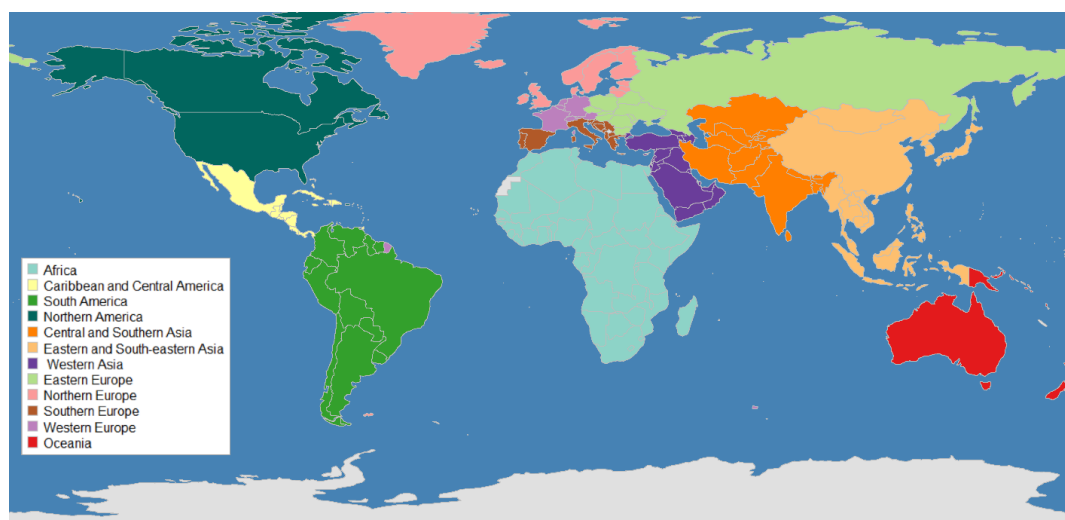 Africa
Caribbean and Central America
South America
Northern America
Central and Southern Asia
Eastern and South-eastern Asia
Western Asia
Eastern Europe
Northern Europe
Southern Europe
Western Europe
Oceania